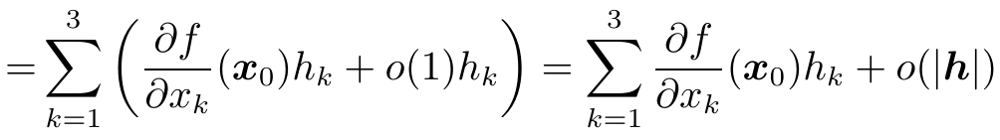 $= \sum_{k=1}^{3} \left( \frac{\partial f}{\partial x_k}(\boldsymbol{x}_0) h_k + o(1) h_k \right) = \sum_{k=1}^{3} \frac{\partial f}{\partial x_k}(\boldsymbol{x}_0) h_k + o(|\boldsymbol{h}|)$